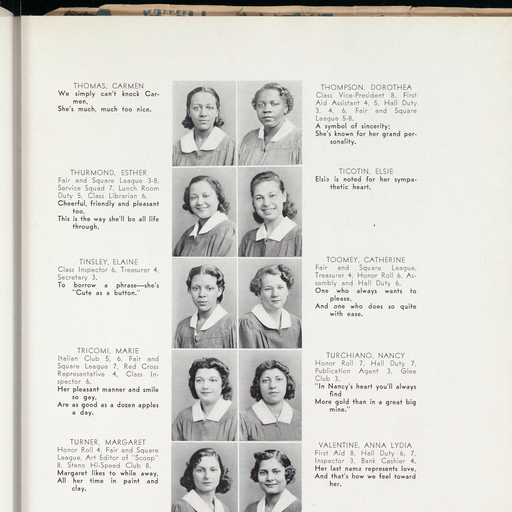 THOMAS, CARMEN
We simply can't knock Car-
men,
She's much, much too nice.
THURMOND, ESTHER
Fair and Square League 3-8,
Service Squad 7, Lunch Room
Duty 5, Class Librarian 6.
Cheerful, friendly and pleasant
too,
This is the way she'll be all life
through.
TINSLEY, ELAINE
Class Inspector 6, Treasurer 4,
Secretary 3.
To borrow a phrase—she's
"Cute as a button."
TRICOMI, MARIE
Italian Club 5, 6, Fair and
Square League 7, Red Cross
Representative 4, Class In-
spector 6.
Her pleasant manner and smile
so gay,
Are as good as a dozen apples
a day.
TURNER, MARGARET
Honor Roll 4, Fair and Square
League, Art Editor of "Scoop"
8, Steno Hi-Speed Club 8.
Margaret likes to while away,
All her time in paint and
clay.
THOMPSON, DOROTHEA
Class Vice-President 8, First
Aid Assistant 4, 5, Hall Duty
3, 4, 6, Fair and Square
League 5-8.
A symbol of sincerity;
She's known for her grand per-
sonality.
TICOTIN, ELSIE
Elsie is noted for her sympa-
thetic heart.
TOOMEY, CATHERINE
Fair and Square League,
Treasurer 4, Honor Roll 6, As-
sembly and Hall Duty 6.
One who always wants to
please,
And one who does so quite
with ease.
TURCHIANO, NANCY
Honor Roll 7, Hall Duty 7,
Publication Agent 3, Glee
Club 3.
"In Nancy's heart you'll always
find
More gold than in a great big
mine."
VALENTINE, ANNA LYDIA
First Aid 8, Hall Duty 6, 7,
Inspector 3, Bank Cashier 4.
Her last name represents love,
And that's how we feel toward
her.